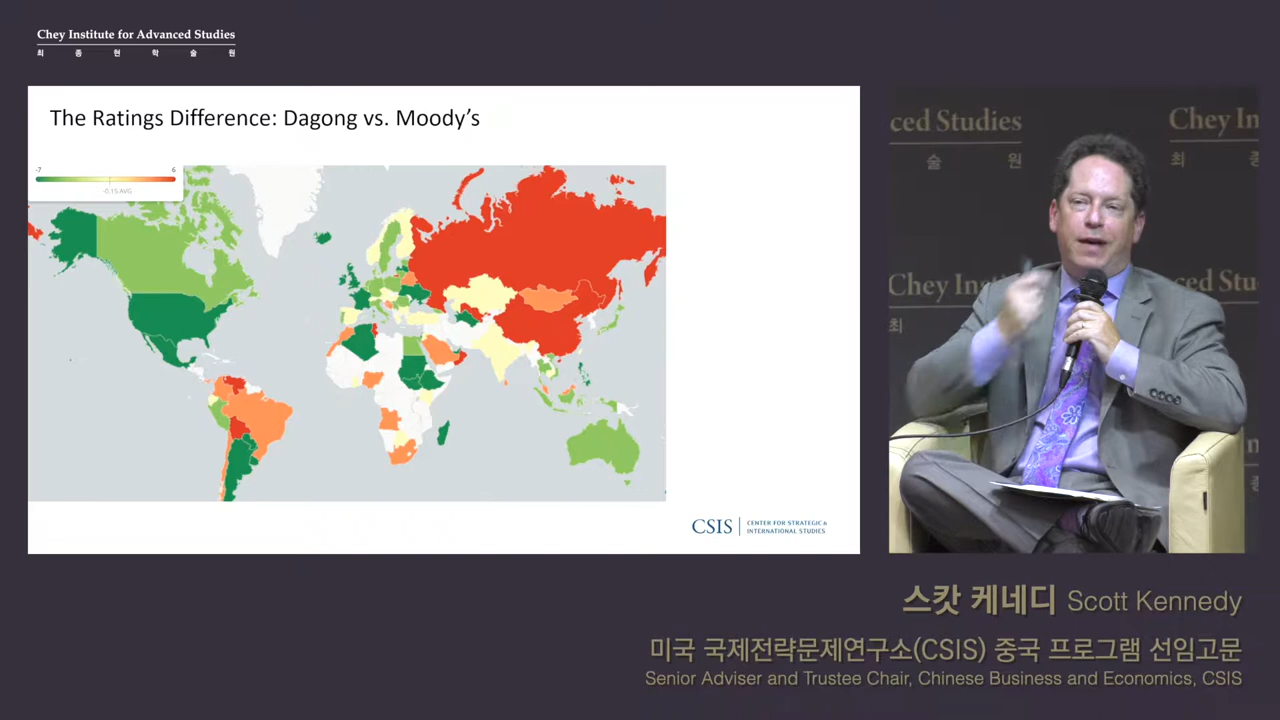 Chey Institute for Advanced Studies
최 종 현 학 술 원
The Ratings Difference: Dagong vs. Moody's
-7 6
-0.15 AVG
CSIS CENTER FOR STRATEGIC &
INTERNATIONAL STUDIES
ced Studies Chey In
술 원 최
Chey Insti ced Stu
최
스캇 케네디 Scott Kennedy
미국 국제전략문제연구소(CSIS) 중국 프로그램 선임고문
Senior Adviser and Trustee Chair, Chinese Business and Economics, CSIS